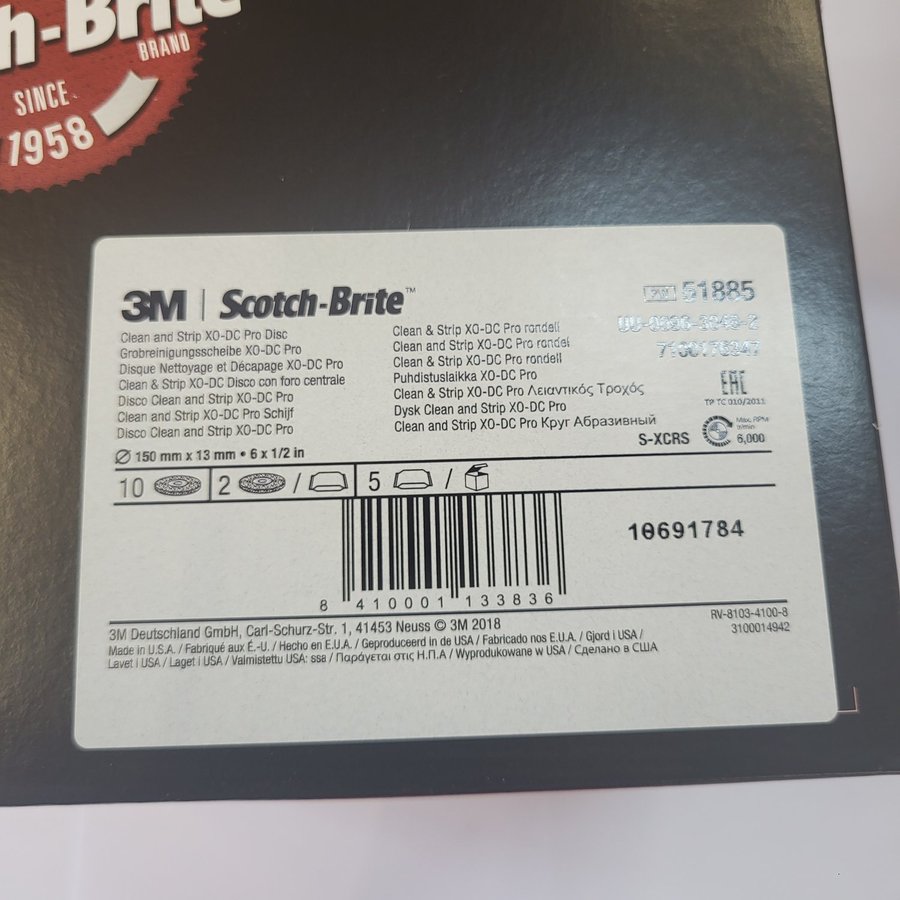 h-Brite
BRAND
SINCE
1958
3M | Scotch-Brite™
PN 51885
7100176247
Clean and Strip XO-DC Pro Disc
Grobreinigungsscheibe XO-DC Pro
Disque Nettoyage et Décapage XO-DC Pro
Clean & Strip XO-DC Disco con foro centrale
Disco Clean and Strip XO-DC Pro
Clean and Strip XO-DC Pro Schijf
Disco Clean and Strip XO-DC Pro
Clean & Strip XO-DC Pro rondell
Clean and Strip XO-DC Pro rondel
Clean & Strip XO-DC Pro rondell
Puhdistuslaikka XO-DC Pro
Clean & Strip XO-DC Pro Λειαντικός Τροχός
Dysk Clean and Strip XO-DC Pro
Clean and Strip XO-DC Pro Круг Абразивный
EAC
TP TC 010/2011
S-XCRS
Max. RPM
tr/min
6,000
Ø 150 mm x 13 mm • 6 x 1/2 in
10 2 / 5 /
10691784
8 410001 133836
RV-8103-4100-8
3100014942
3M Deutschland GmbH, Carl-Schurz-Str. 1, 41453 Neuss © 3M 2018
Made in U.S.A. / Fabriqué aux É.-U. / Hecho en E.U.A. / Geproduceerd in de USA / Fabricado nos E.U.A. / Gjord i USA /
Lavet i USA / Laget i USA / Valmistettu USA: ssa / Παράγεται στις Η.Π.Α / Wyprodukowane w USA / Сделано в США